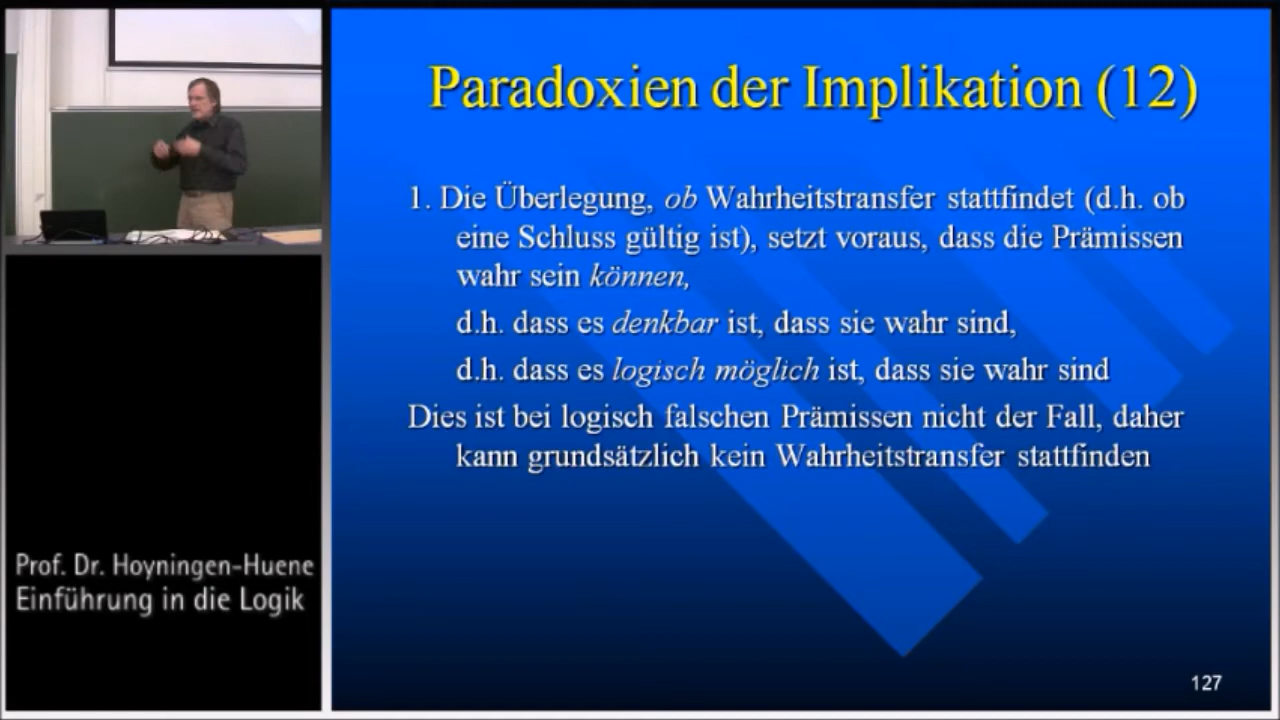 Paradoxien der Implikation (12)
1. Die Überlegung, ob Wahrheitstransfer stattfindet (d.h. ob
eine Schluss gültig ist), setzt voraus, dass die Prämissen
wahr sein können,
d.h. dass es denkbar ist, dass sie wahr sind,
d.h. dass es logisch möglich ist, dass sie wahr sind
Dies ist bei logisch falschen Prämissen nicht der Fall, daher
kann grundsätzlich kein Wahrheitstransfer stattfinden
Prof. Dr. Hoyningen-Huene
Einführung in die Logik
127